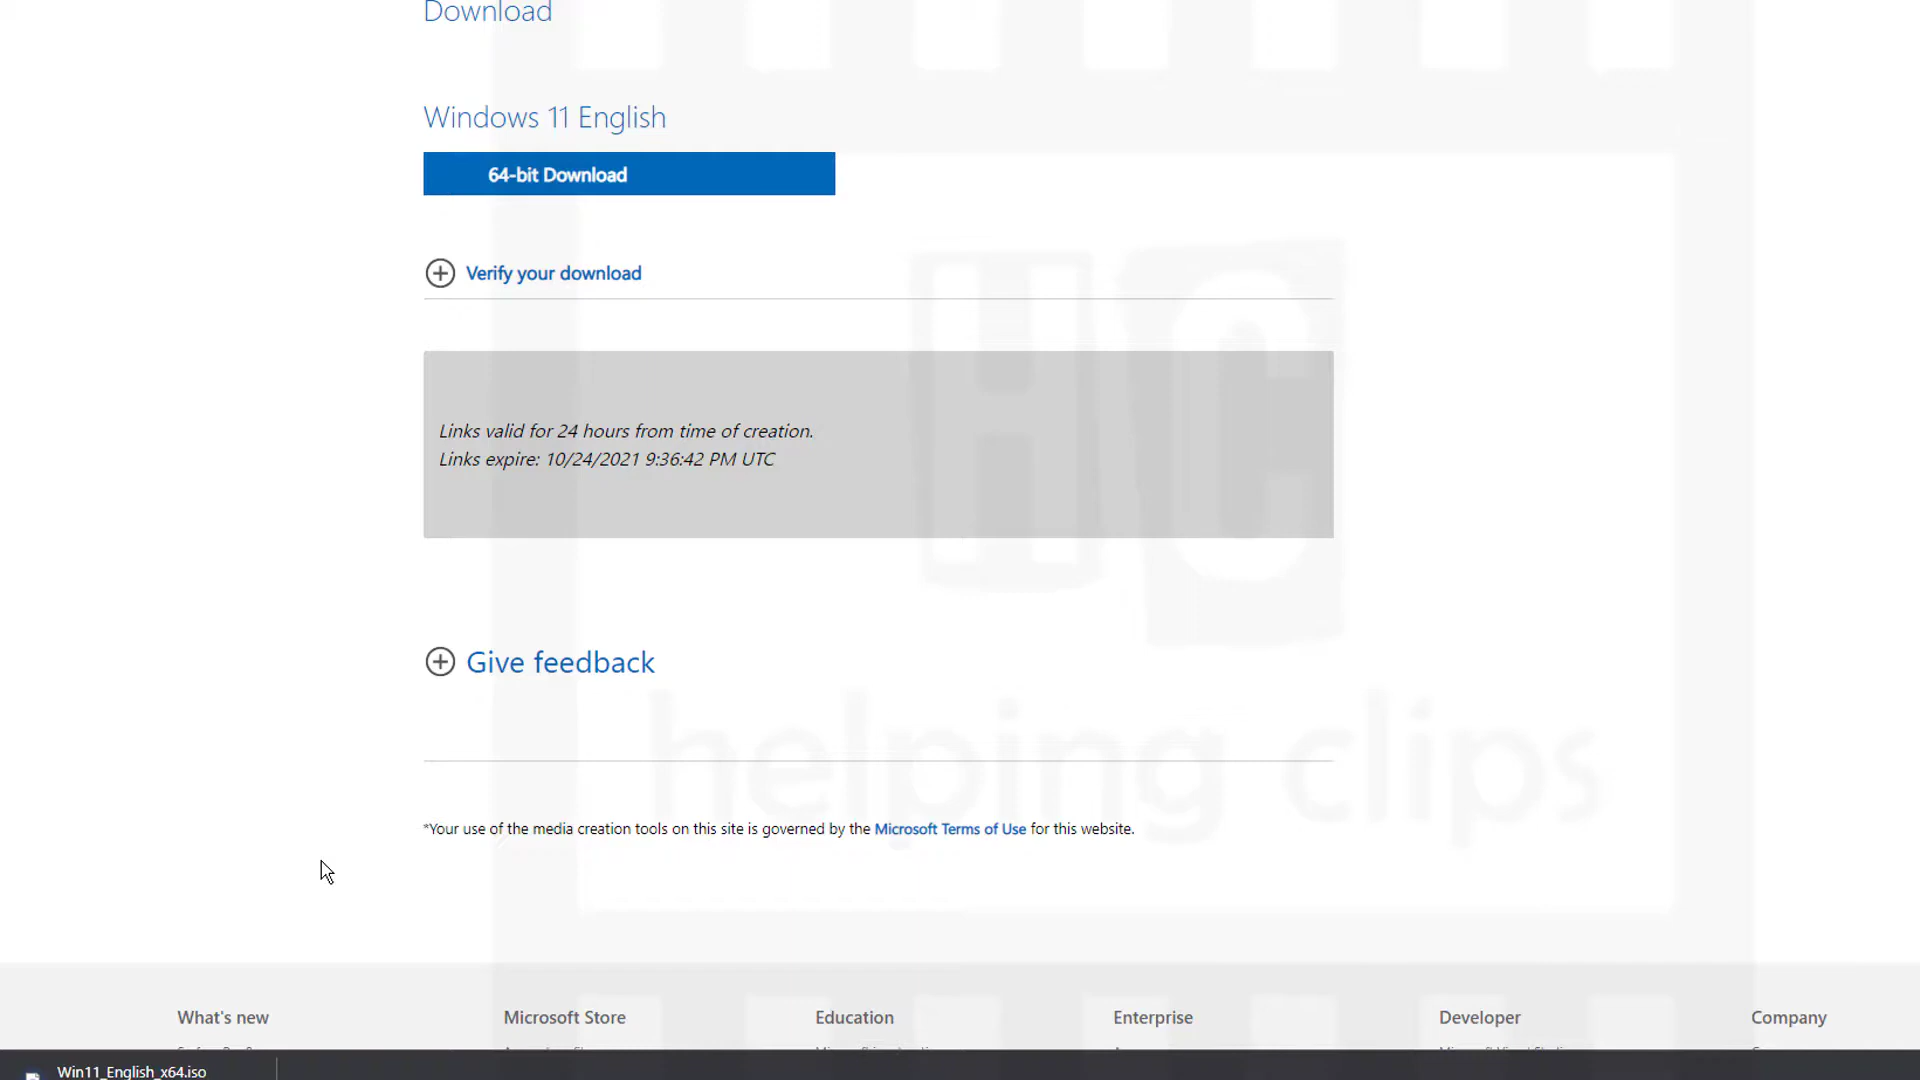 Download
Windows 11 English
64-bit Download
Verify your download
Links valid for 24 hours from time of creation.
Links expire: 10/24/2021 9:36:42 PM UTC
Give feedback
HC
helping clips
*Your use of the media creation tools on this site is governed by the Microsoft Terms of Use for this website.
What's new
Microsoft Store
Education
Enterprise
Developer
Company
Win11_English_x64.iso